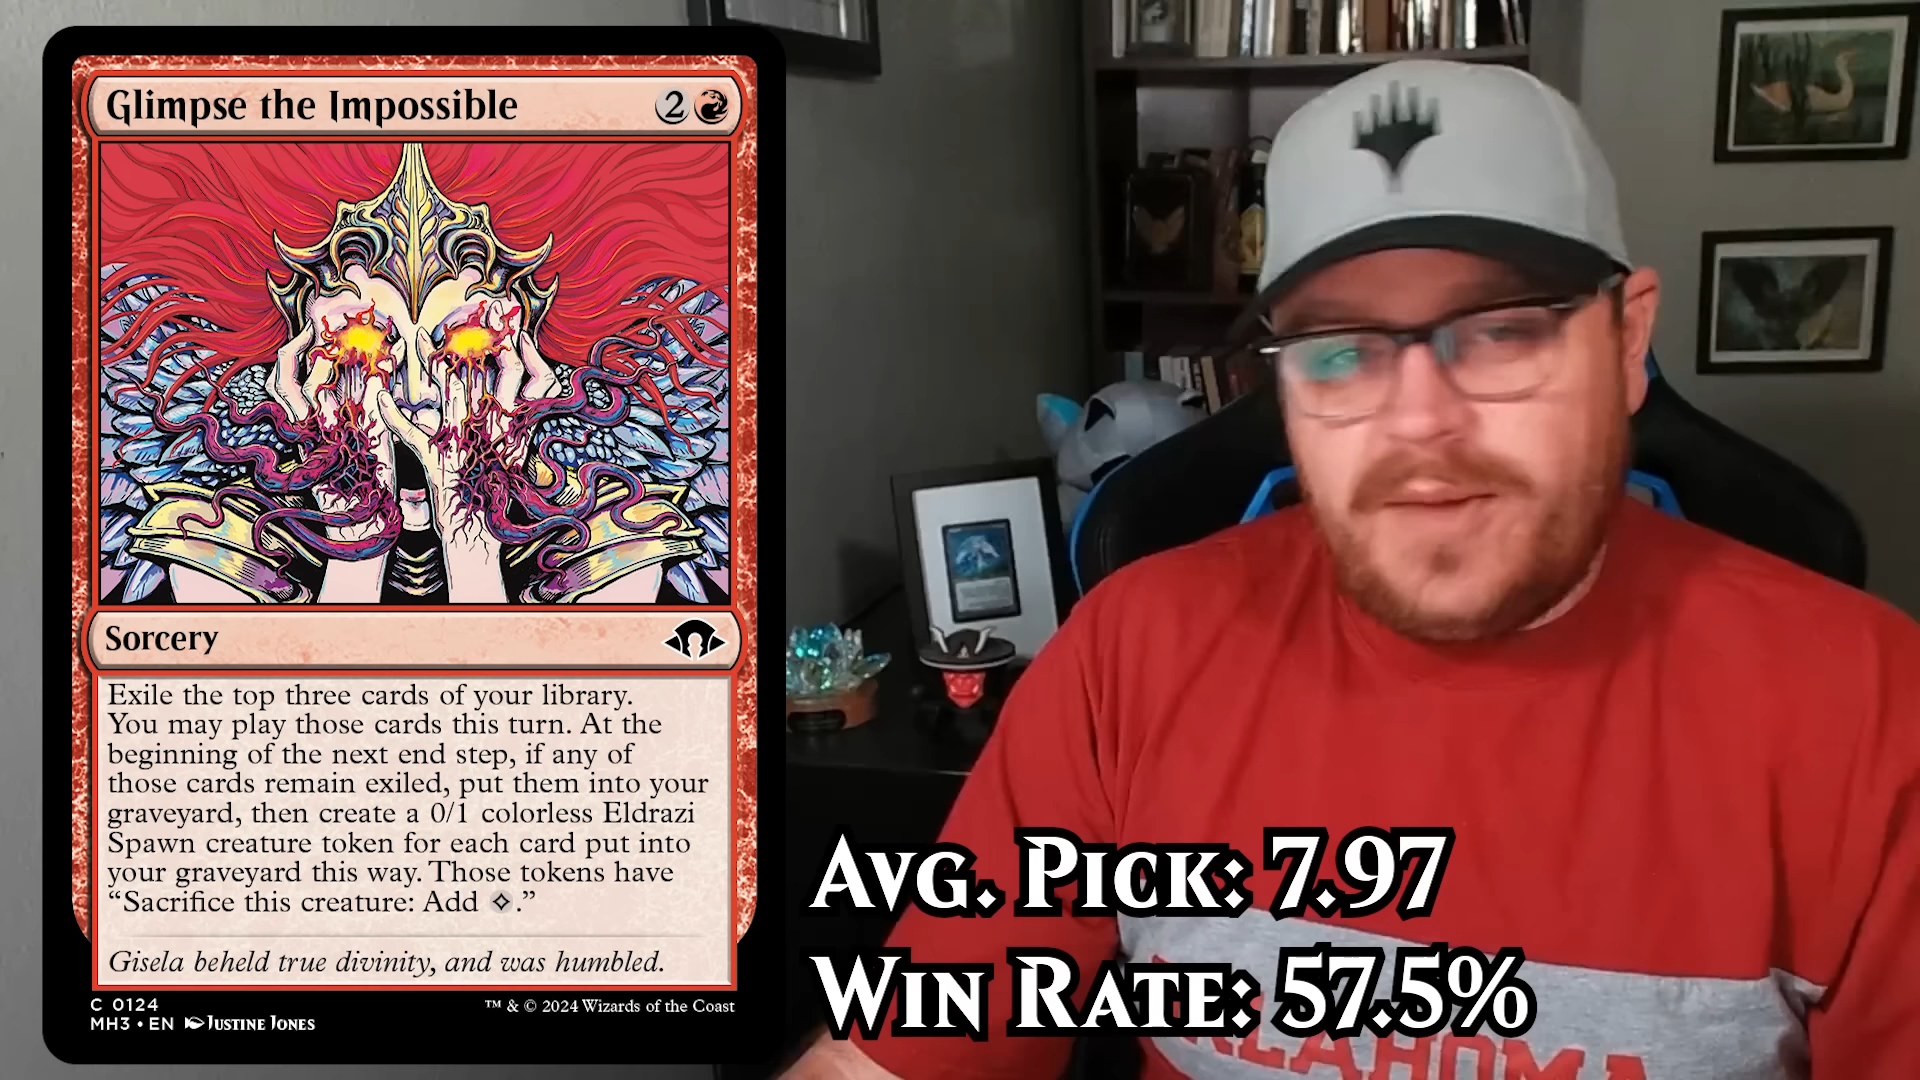 Glimpse the Impossible 2
Sorcery
Exile the top three cards of your library.
You may play those cards this turn. At the
beginning of the next end step, if any of
those cards remain exiled, put them into your
graveyard, then create a 0/1 colorless Eldrazi
Spawn creature token for each card put into
your graveyard this way. Those tokens have
“Sacrifice this creature: Add .”
Gisela beheld true divinity, and was humbled.
C 0124
MH3 • EN Justine Jones
™ & © 2024 Wizards of the Coast
Avg. Pick: 7.97
Win Rate: 57.5%
OKLAHOMA